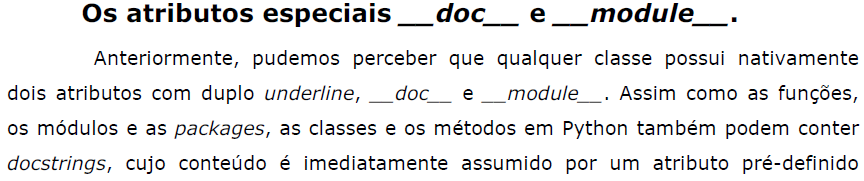 Os atributos especiais __doc__ e __module__.
Anteriormente, pudemos perceber que qualquer classe possui nativamente
dois atributos com duplo underline, __doc__ e __module__. Assim como as funções,
os módulos e as packages, as classes e os métodos em Python também podem conter
docstrings, cujo conteúdo é imediatamente assumido por um atributo pré-definido